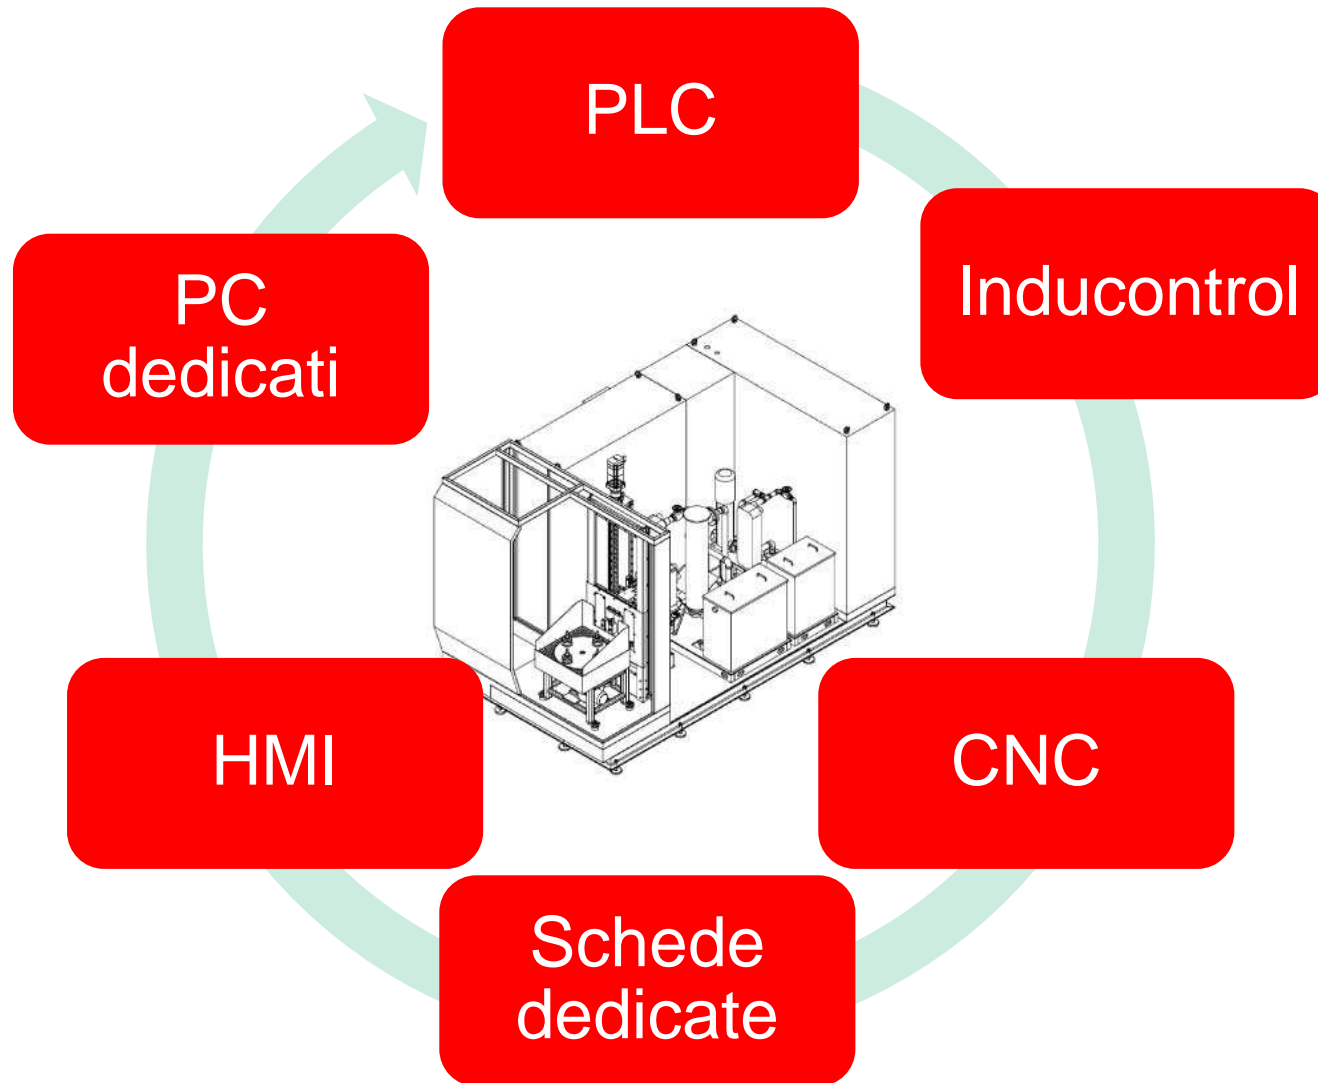 PLC
Inducontrol
CNC
Schede
dedicate
HMI
PC
dedicati